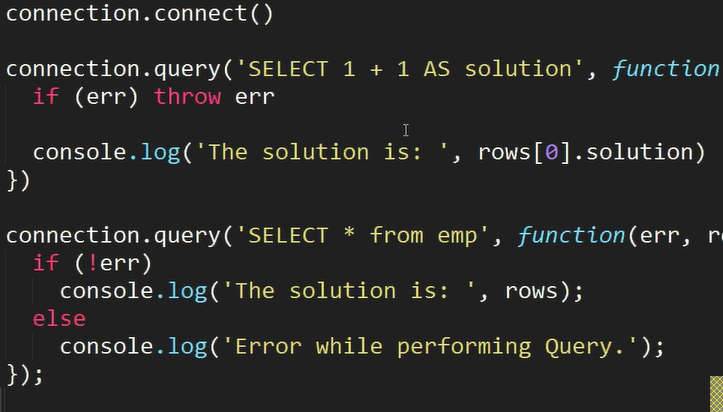 connection.connect()
connection.query('SELECT 1 + 1 AS solution', function
if (err) throw err
console.log('The solution is: ', rows[0].solution)
})
connection.query('SELECT * from emp', function(err, ro
if (!err)
console.log('The solution is: ', rows);
else
console.log('Error while performing Query.');
});